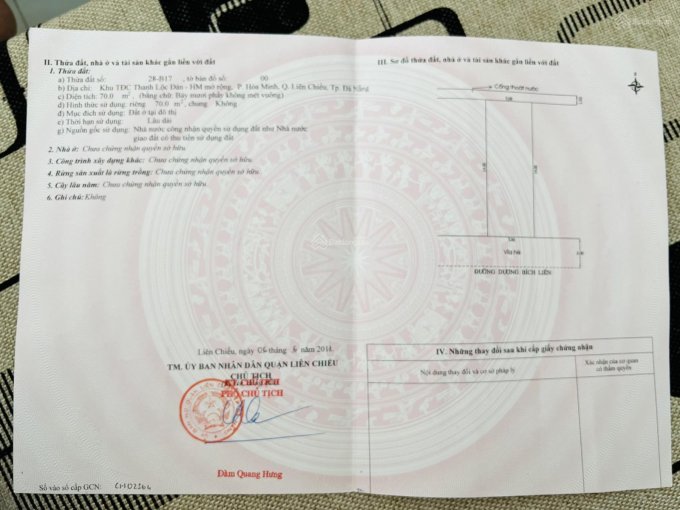 II. Thửa đất, nhà ở và tài sản khác gắn liền với đất
1. Thửa đất:
a) Thửa đất số: 28-B17 , tờ bản đồ số: 00
b) Địa chỉ: Khu TĐC Thanh Lộc Đán - HM mở rộng, P. Hòa Minh, Q. Liên Chiểu, Tp. Đà Nẵng
c) Diện tích: 70.0 m², (bằng chữ: Bảy mươi phẩy không mét vuông)
d) Hình thức sử dụng: riêng 70.0 m², chung Không
đ) Mục đích sử dụng: Đất ở tại đô thị
e) Thời hạn sử dụng: Lâu dài
g) Nguồn gốc sử dụng: Nhà nước công nhận quyền sử dụng đất như Nhà nước
giao đất có thu tiền sử dụng đất
2. Nhà ở: Chưa chứng nhận quyền sở hữu
3. Công trình xây dựng khác: Chưa chứng nhận quyền sở hữu.
4. Rừng sản xuất là rừng trồng: Chưa chứng nhận quyền sở hữu.
5. Cây lâu năm: Chưa chứng nhận quyền sở hữu.
6. Ghi chú: Không
Liên Chiểu, ngày 06 tháng năm 2011
TM. ỦY BAN NHÂN DÂN QUẬN LIÊN CHIỂU
CHỦ TỊCH
KT. CHỦ TỊCH
PHÓ CHỦ TỊCH
Đàm Quang Hưng
Số vào sổ cấp GCN:
III. Sơ đồ thửa đất, nhà ở và tài sản khác gắn liền với đất
Cống thoát nước
5.00
14.00
14.00
5.00
Vỉa hè
ĐƯỜNG DƯƠNG BÍCH LIÊN
IV. Những thay đổi sau khi cấp giấy chứng nhận
Nội dung thay đổi và cơ sở pháp lý
Xác nhận của cơ quan
có thẩm quyền